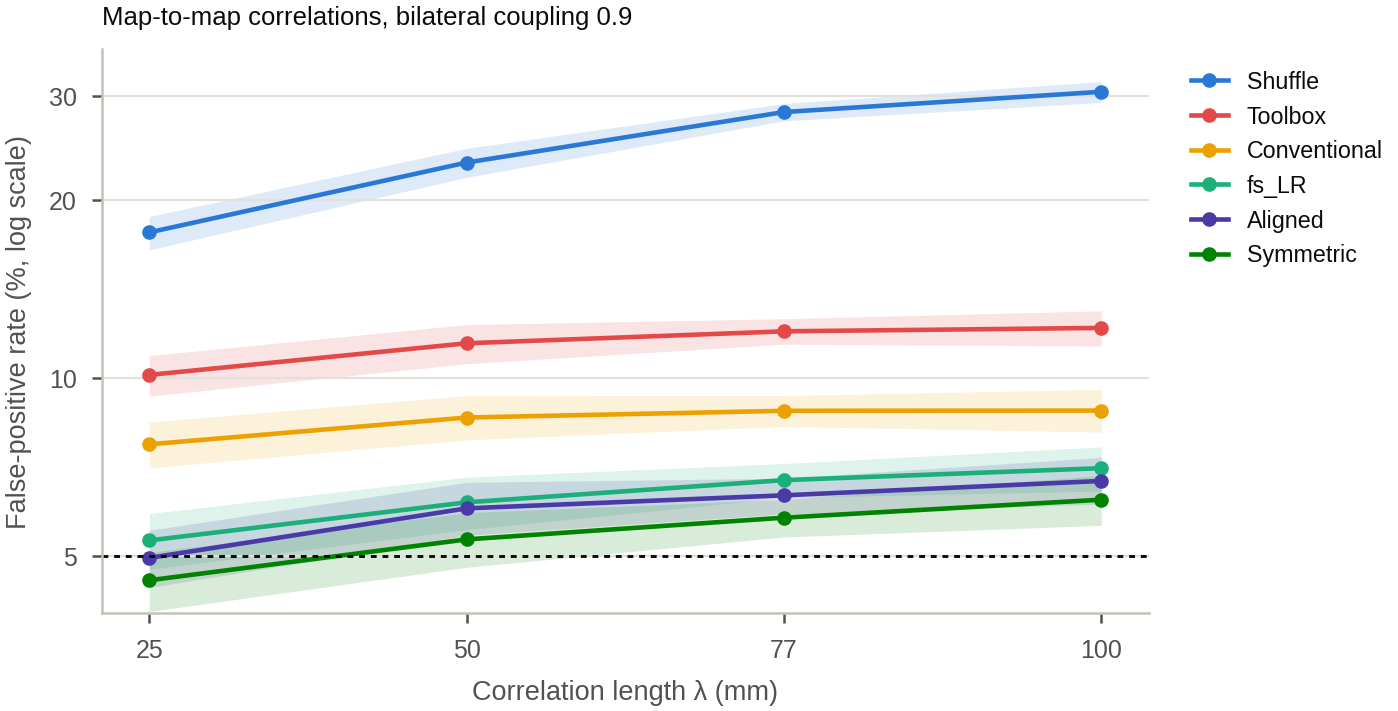 Map-to-map correlations, bilateral coupling 0.9
False-positive rate (%, log scale)
30
20
10
5
25
50
77
100
Correlation length λ (mm)
Shuffle
Toolbox
Conventional
fs_LR
Aligned
Symmetric